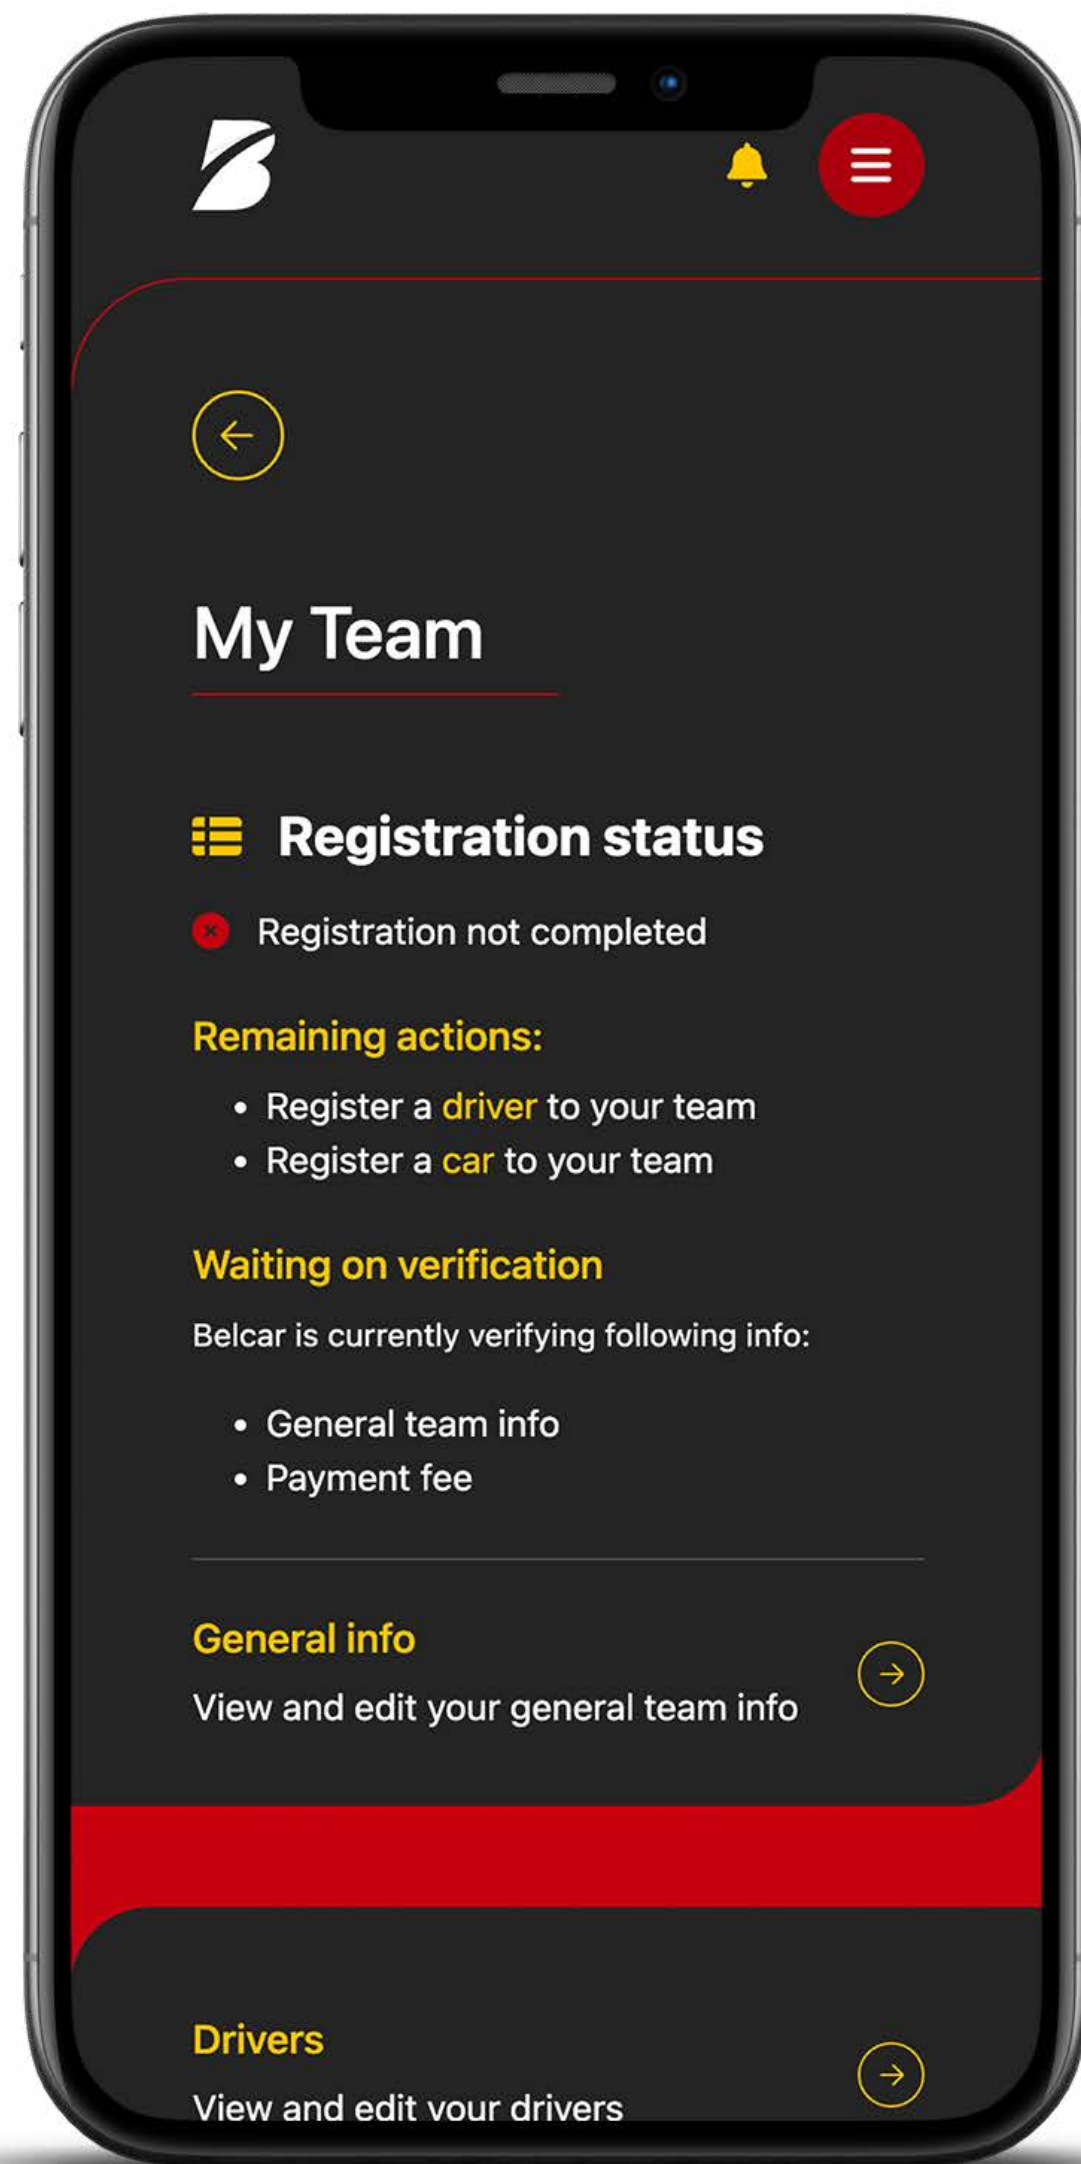 My Team
Registration status
Registration not completed
Remaining actions:
• Register a driver to your team
• Register a car to your team
Waiting on verification
Belcar is currently verifying following info:
• General team info
• Payment fee
General info
View and edit your general team info
Drivers
View and edit your drivers